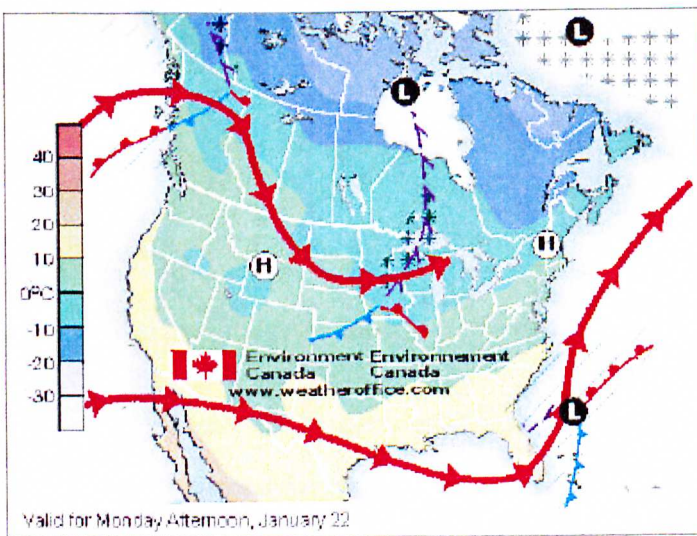 L
L
40
30
20
10
0°C
-10
-20
-30
H
H
Environment Environnement
Canada Canada
www.weatheroffice.com
L
Valid for Monday Afternoon, January 22